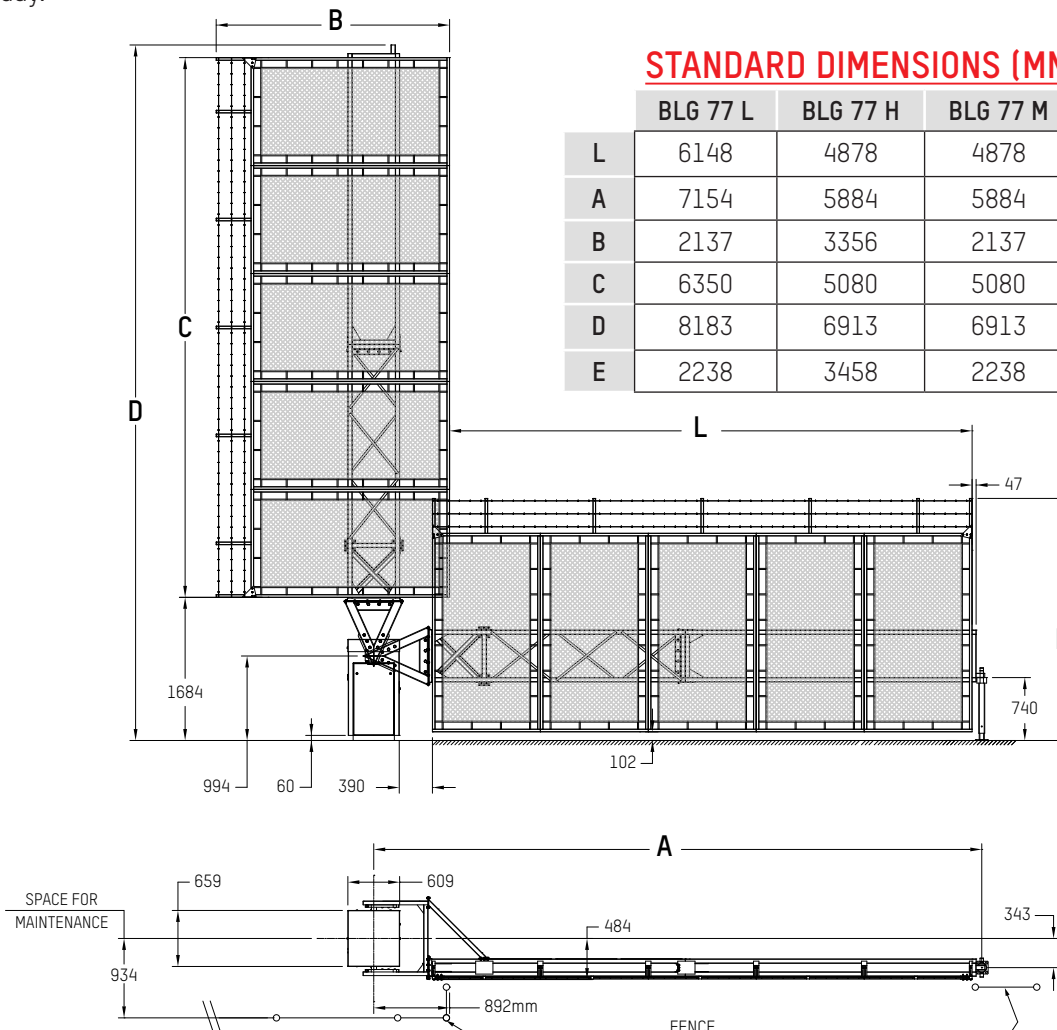 B
STANDARD DIMENSIONS (MM
BLG 77 L BLG 77 H BLG 77 M
L 6148 4878 4878
A 7154 5884 5884
B 2137 3356 2137
C 6350 5080 5080
D 8183 6913 6913
E 2238 3458 2238
C
D
L
47
1684
740
102
994
60
390
A
659
609
SPACE FOR
MAINTENANCE
484
343
934
892mm
FENCE